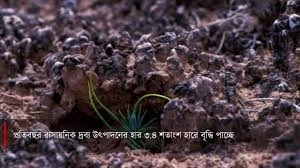 প্রতিবছর রাসায়নিক দ্রব্য উৎপাদনের হার ৩.৪ শতাংশ হারে বৃদ্ধি পাচ্ছে